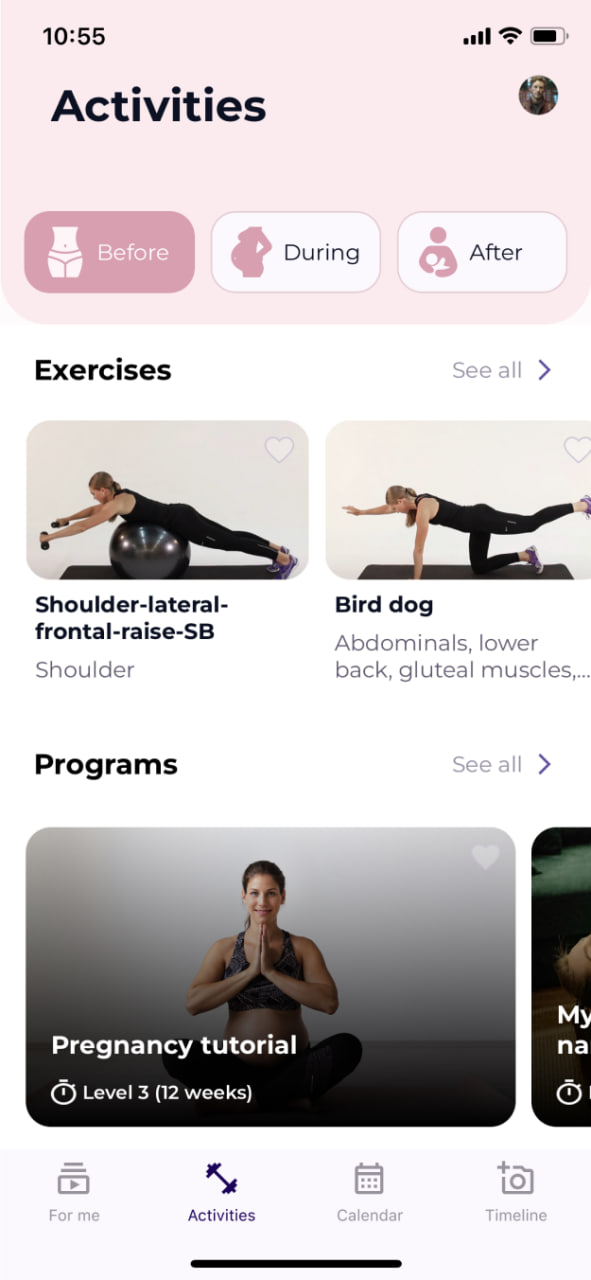 10:55
Activities
Before
During
After
Exercises
See all
Shoulder-lateral-
frontal-raise-SB
Shoulder
Bird dog
Abdominals, lower
back, gluteal muscles,...
Programs
See all
Pregnancy tutorial
Level 3 (12 weeks)
My
na
For me
Activities
Calendar
Timeline